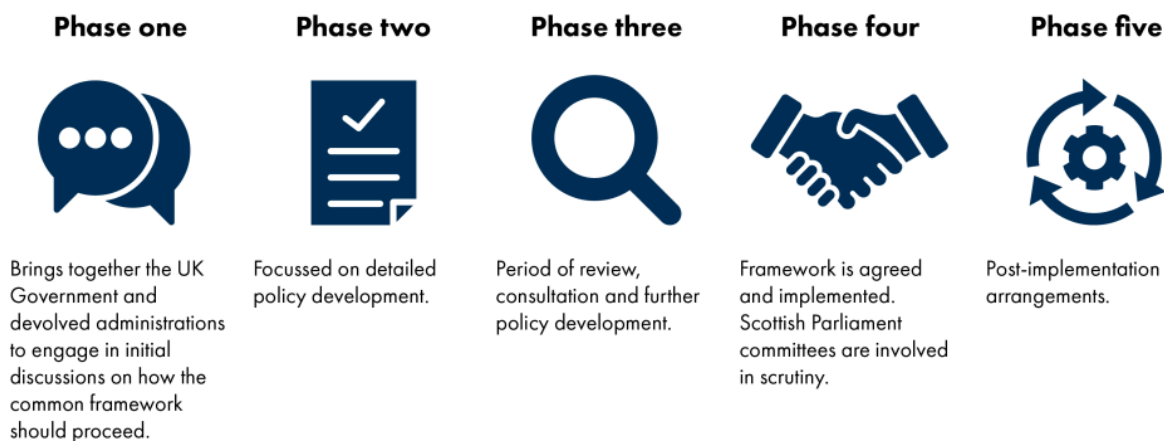 Phase one
Brings together the UK
Government and
devolved administrations
to engage in initial
discussions on how the
common framework
should proceed.
Phase two
Focussed on detailed
policy development.
Phase three
Period of review,
consultation and further
policy development.
Phase four
Framework is agreed
and implemented.
Scottish Parliament
committees are involved
in scrutiny.
Phase five
Post-implementation
arrangements.